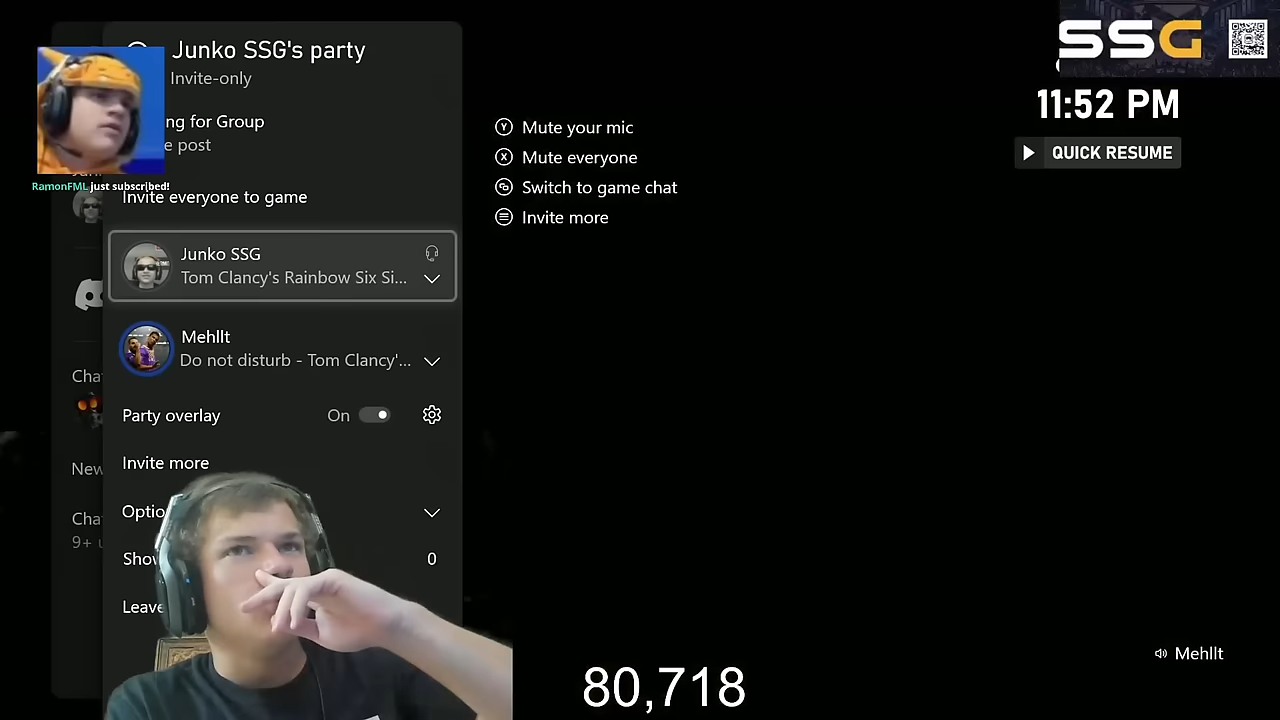 Junko SSG's party
Invite-only
ng for Group
e post
RamonFML just subscribed!
Invite everyone to game
Junko SSG
Tom Clancy's Rainbow Six Si...
Mehllt
Do not disturb - Tom Clancy'...
Party overlay
On
Invite more
Optio
Show
0
Leave
Cha
New
Cha
9+ u
Y Mute your mic
X Mute everyone
Switch to game chat
Invite more
SSG
11:52 PM
QUICK RESUME
Mehllt
80,718